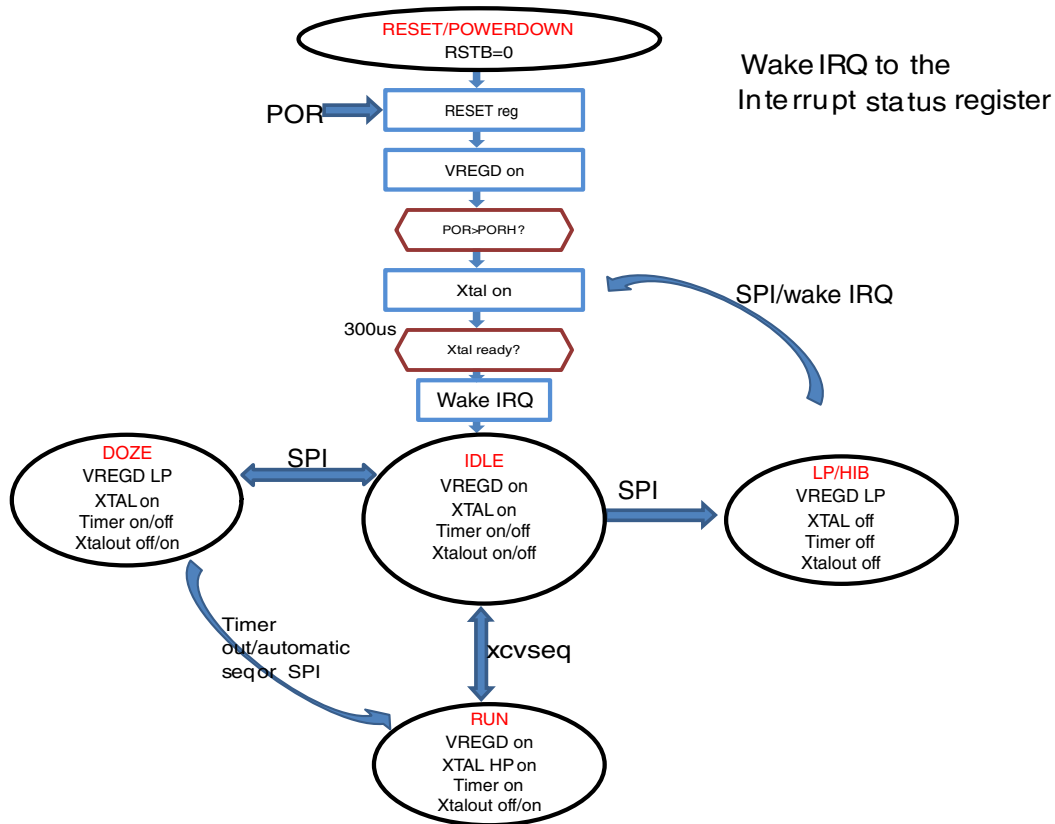 RESET/POWERDOWN
RSTB=0
Wake IRQ to the
Interrupt status register
POR
RESET reg
VREGD on
POR>PORH?
Xtal on
SPI/wake IRQ
300us
Xtal ready?
Wake IRQ
DOZE
VREGD LP
XTAL on
Timer on/off
Xtalout off/on
SPI
IDLE
VREGD on
XTAL on
Timer on/off
Xtalout on/off
SPI
LP/HIB
VREGD LP
XTAL off
Timer off
Xtalout off
Timer
out/automatic
seqor SPI
xcvseq
RUN
VREGD on
XTAL HP on
Timer on
Xtalout off/on